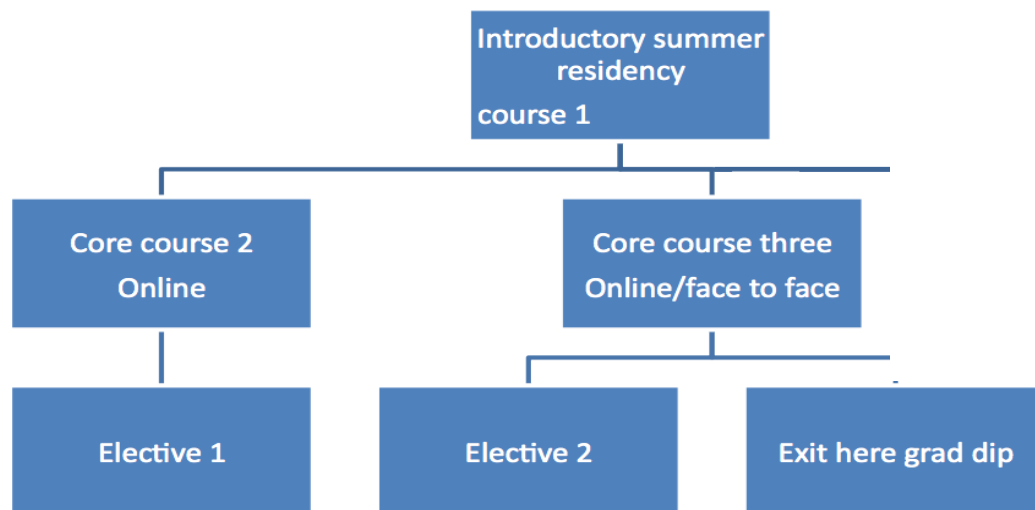 Introductory summer
residency
course 1
Core course 2
Online
Core course three
Online/face to face
Elective 1
Elective 2
Exit here grad dip